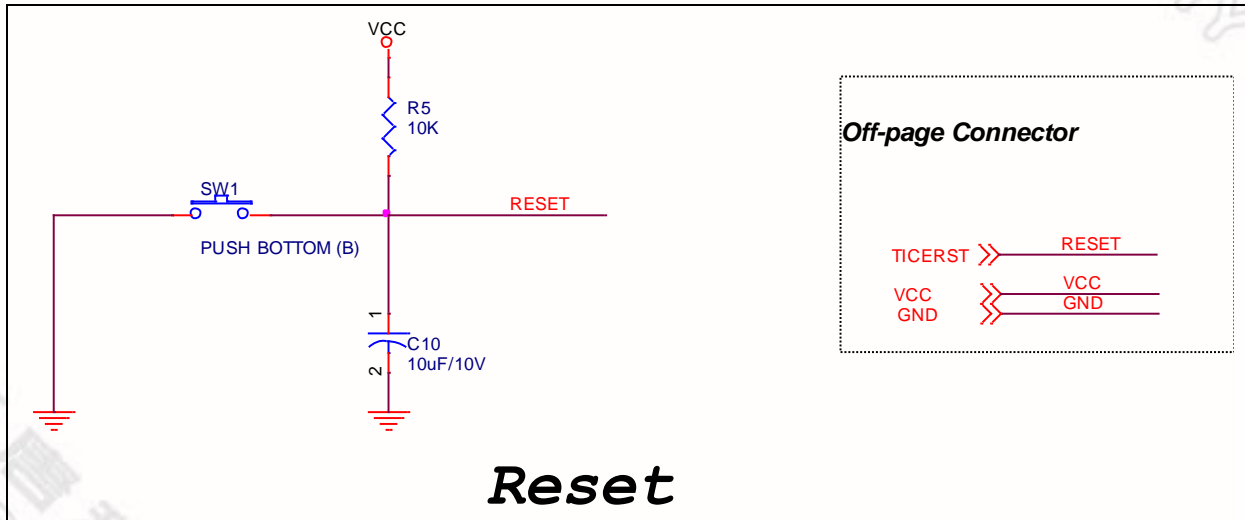 VCC
R5
10K
SW1
PUSH BOTTOM (B)
RESET
1
C10
10uF/10V
2
Reset
Off-page Connector
TICERST
RESET
VCC
VCC
GND
GND